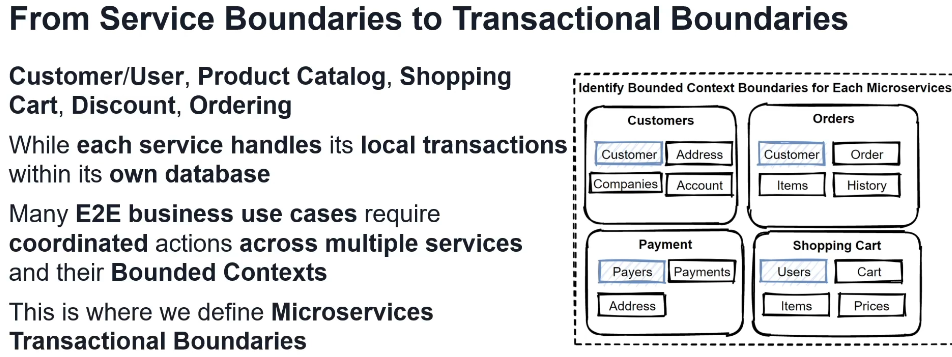 From Service Boundaries to Transactional Boundaries
Customer/User, Product Catalog, Shopping
Cart, Discount, Ordering
While each service handles its local transactions
within its own database
Many E2E business use cases require
coordinated actions across multiple services
and their Bounded Contexts
This is where we define Microservices
Transactional Boundaries
Identify Bounded Context Boundaries for Each Microservices
Customers
Customer Address
Companies Account
Orders
Customer Order
Items History
Payment
Payers Payments
Address
Shopping Cart
Users Cart
Items Prices